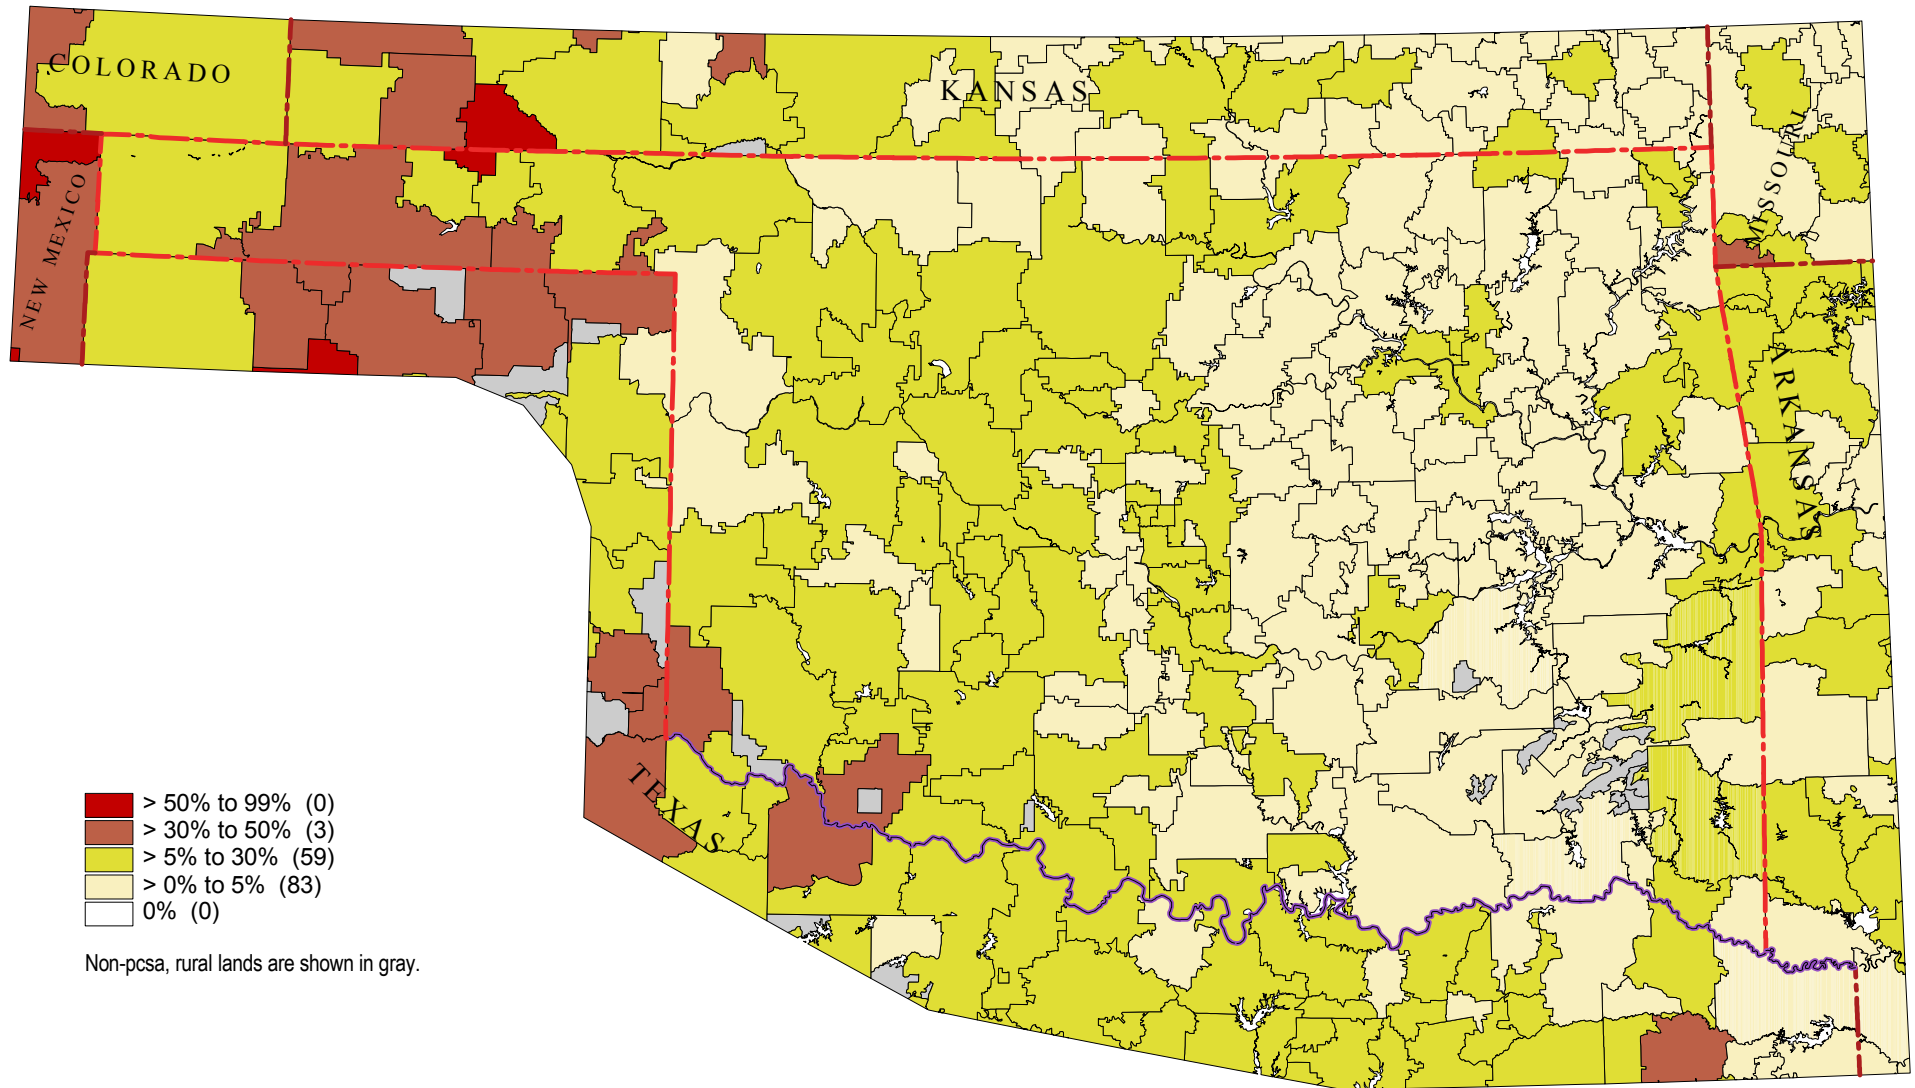 COLORADO
KANSAS
MISSOURI
NEW MEXICO
ARKANSAS
TEXAS
> 50% to 99% (0)
> 30% to 50% (3)
> 5% to 30% (59)
> 0% to 5% (83)
0% (0)
Non-pcsa, rural lands are shown in gray.